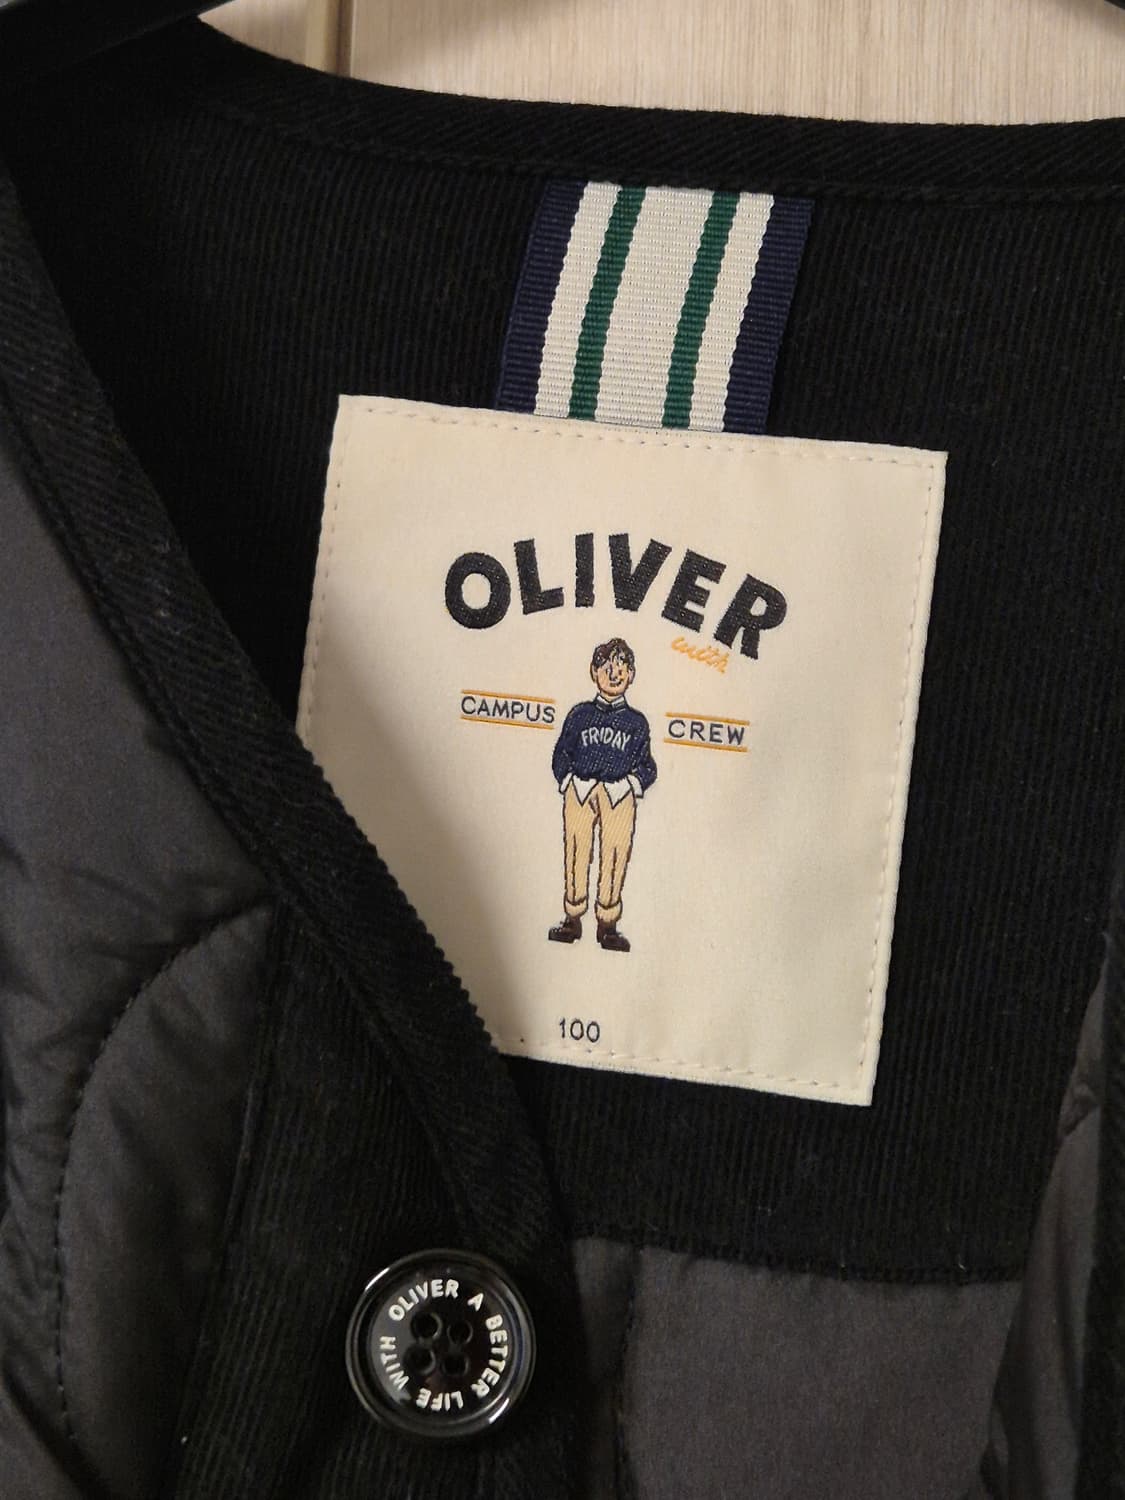 OLIVER
with
CAMPUS CREW
FRIDAY
100
OLIVER A BETTER LIFE WITH